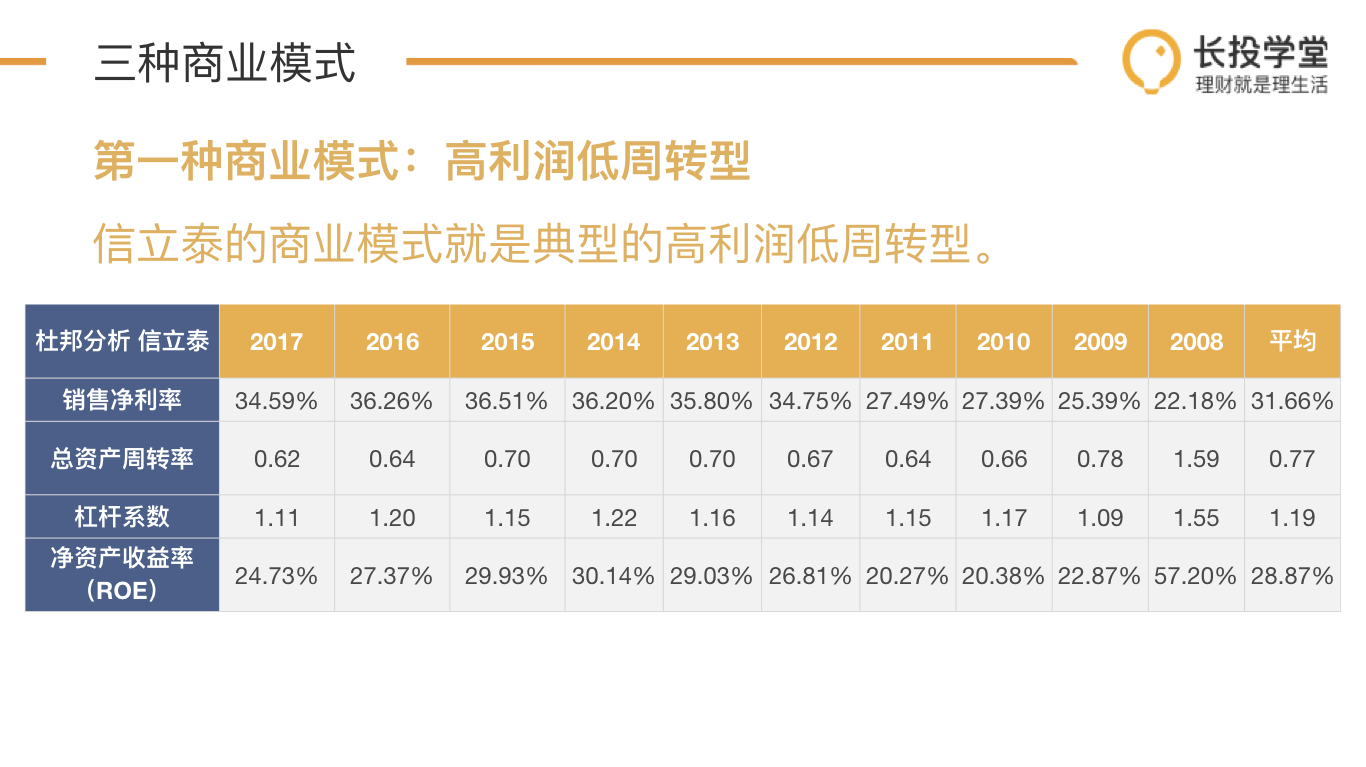 三种商业模式
长投学堂
理财就是理生活
第一种商业模式：高利润低周转型
信立泰的商业模式就是典型的高利润低周转型。
杜邦分析 信立泰 2017 2016 2015 2014 2013 2012 2011 2010 2009 2008 平均
销售净利率 34.59% 36.26% 36.51% 36.20% 35.80% 34.75% 27.49% 27.39% 25.39% 22.18% 31.66%
总资产周转率 0.62 0.64 0.70 0.70 0.70 0.67 0.64 0.66 0.78 1.59 0.77
杠杆系数 1.11 1.20 1.15 1.22 1.16 1.14 1.15 1.17 1.09 1.55 1.19
净资产收益率
（ROE） 24.73% 27.37% 29.93% 30.14% 29.03% 26.81% 20.27% 20.38% 22.87% 57.20% 28.87%